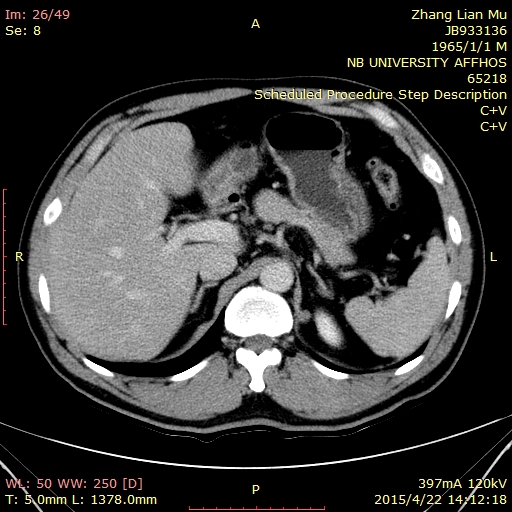 Im: 26/49
Se: 8
A
Zhang Lian Mu
JB933136
1965/1/1 M
NB UNIVERSITY AFFHOS
65218
Scheduled Procedure Step Description
C+V
C+V
R
L
WL: 50 WW: 250 [D]
T: 5.0mm L: 1378.0mm
P
397mA 120kV
2015/4/22 14:12:18